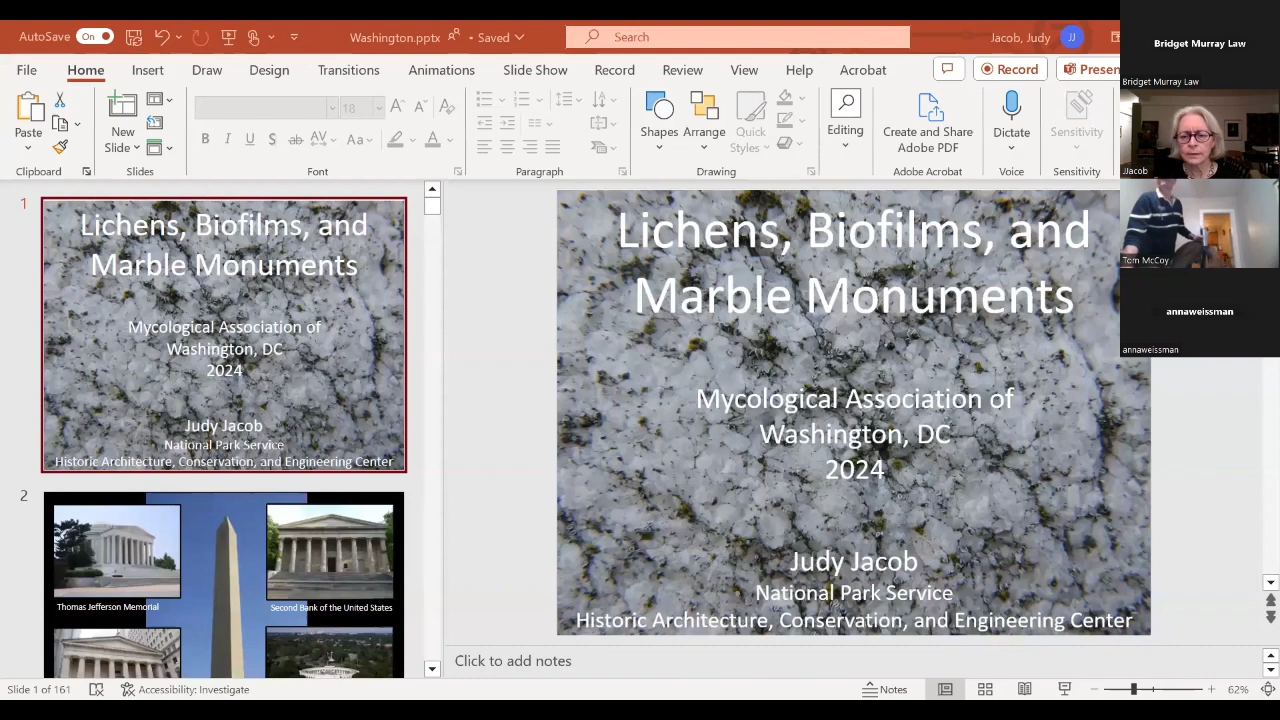 AutoSave On Washington.pptx • Saved Search Jacob, Judy JJ
File Home Insert Draw Design Transitions Animations Slide Show Record Review View Help Acrobat Record Presen
Paste New Slide 18 B I U S ab AV Aa A Shapes Arrange Quick Styles Editing Create and Share Adobe PDF Dictate Sensitivity
Clipboard Slides Font Paragraph Drawing Adobe Acrobat Voice Sensitivity
Bridget Murray Law
Bridget Murray Law
JJacob
Tom McCoy
annaweissman
annaweissman
1
Lichens, Biofilms, and
Marble Monuments
Mycological Association of
Washington, DC
2024
Judy Jacob
National Park Service
Historic Architecture, Conservation, and Engineering Center
2
Thomas Jefferson Memorial
Second Bank of the United States
Lichens, Biofilms, and
Marble Monuments
Mycological Association of
Washington, DC
2024
Judy Jacob
National Park Service
Historic Architecture, Conservation, and Engineering Center
Click to add notes
Slide 1 of 161 Accessibility: Investigate Notes 62%